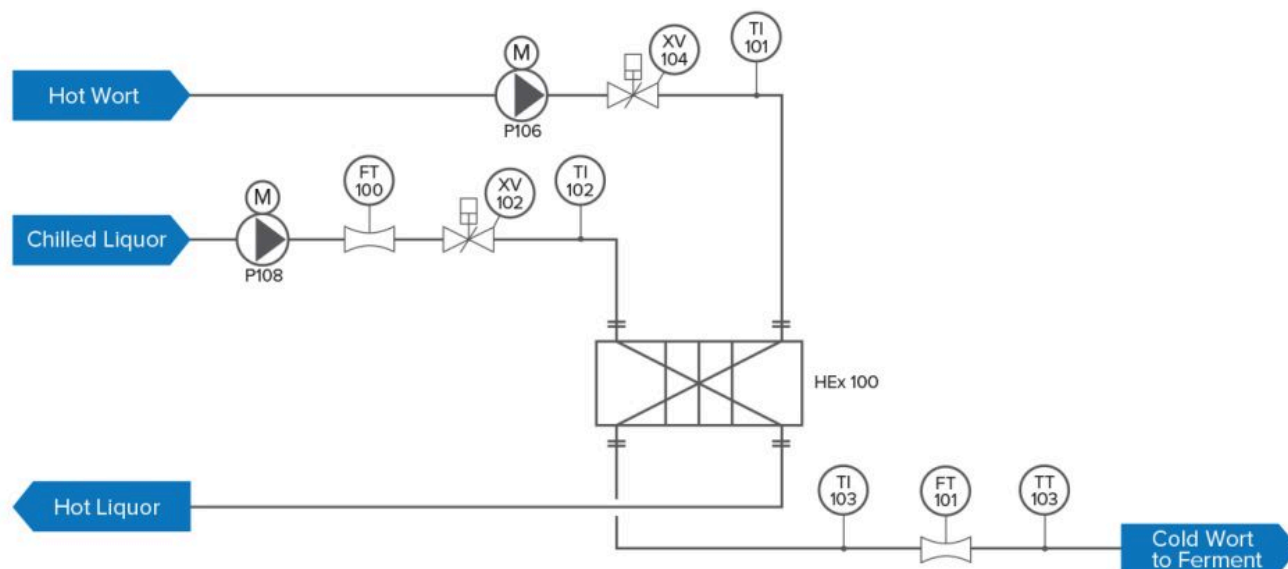 M
XV
104
TI
101
Hot Wort
P106
FT
100
XV
102
TI
102
M
Chilled Liquor
P108
HEx 100
TI
103
FT
101
TT
103
Hot Liquor
Cold Wort
to Ferment